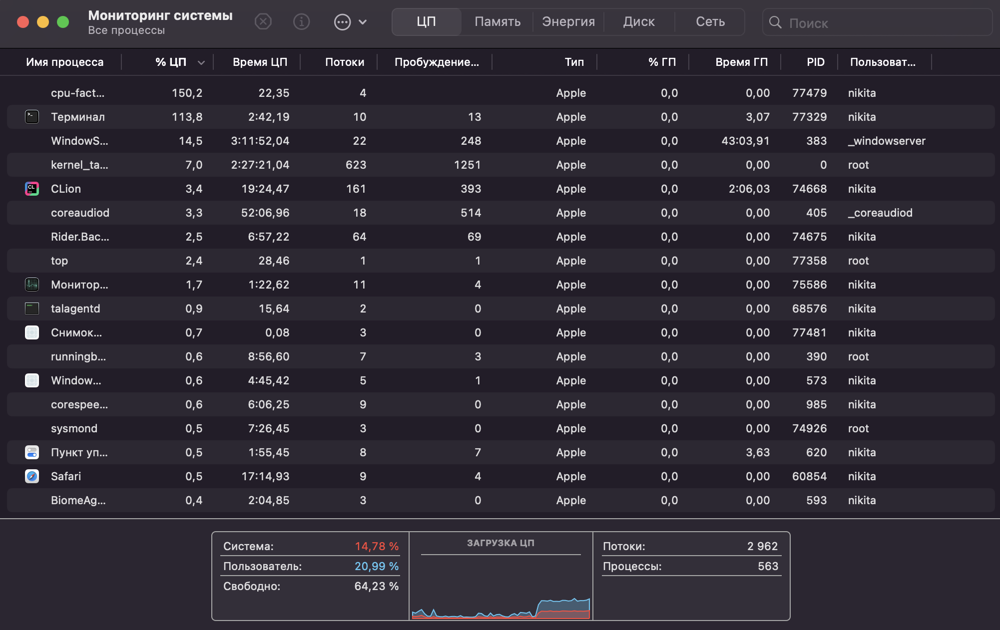 Мониторинг системы
Все процессы
ЦП Память Энергия Диск Сеть Поиск
Имя процесса % ЦП Время ЦП Потоки Пробуждение... Тип % ГП Время ГП PID Пользоват...
cpu-fact... 150,2 22,35 4 Apple 0,0 0,00 77479 nikita
Терминал 113,8 2:42,19 10 13 Apple 0,0 3,07 77329 nikita
WindowS... 14,5 3:11:52,04 22 248 Apple 0,0 43:03,91 383 _windowserver
kernel_ta... 7,0 2:27:21,04 623 1251 Apple 0,0 0,00 0 root
CLion 3,4 19:24,47 161 393 Apple 0,0 2:06,03 74668 nikita
coreaudiod 3,3 52:06,96 18 514 Apple 0,0 0,00 405 _coreaudiod
Rider.Bac... 2,5 6:57,22 64 69 Apple 0,0 0,00 74675 nikita
top 2,4 28,46 1 1 Apple 0,0 0,00 77358 root
Монитор... 1,7 1:22,62 11 4 Apple 0,0 0,00 75586 nikita
talagentd 0,9 15,64 2 0 Apple 0,0 0,00 68576 nikita
Снимок... 0,7 0,08 3 0 Apple 0,0 0,00 77481 nikita
runningb... 0,6 8:56,60 7 3 Apple 0,0 0,00 390 root
Window... 0,6 4:45,42 5 1 Apple 0,0 0,00 573 nikita
corespee... 0,6 6:06,25 9 0 Apple 0,0 0,00 985 nikita
sysmond 0,5 7:26,45 3 0 Apple 0,0 0,00 74926 root
Пункт уп... 0,5 1:55,45 8 7 Apple 0,0 3,63 620 nikita
Safari 0,5 17:14,93 9 4 Apple 0,0 0,00 60854 nikita
BiomeAg... 0,4 2:04,85 3 0 Apple 0,0 0,00 593 nikita
Система: 14,78 %
Пользователь: 20,99 %
Свободно: 64,23 %
ЗАГРУЗКА ЦП
Потоки: 2 962
Процессы: 563